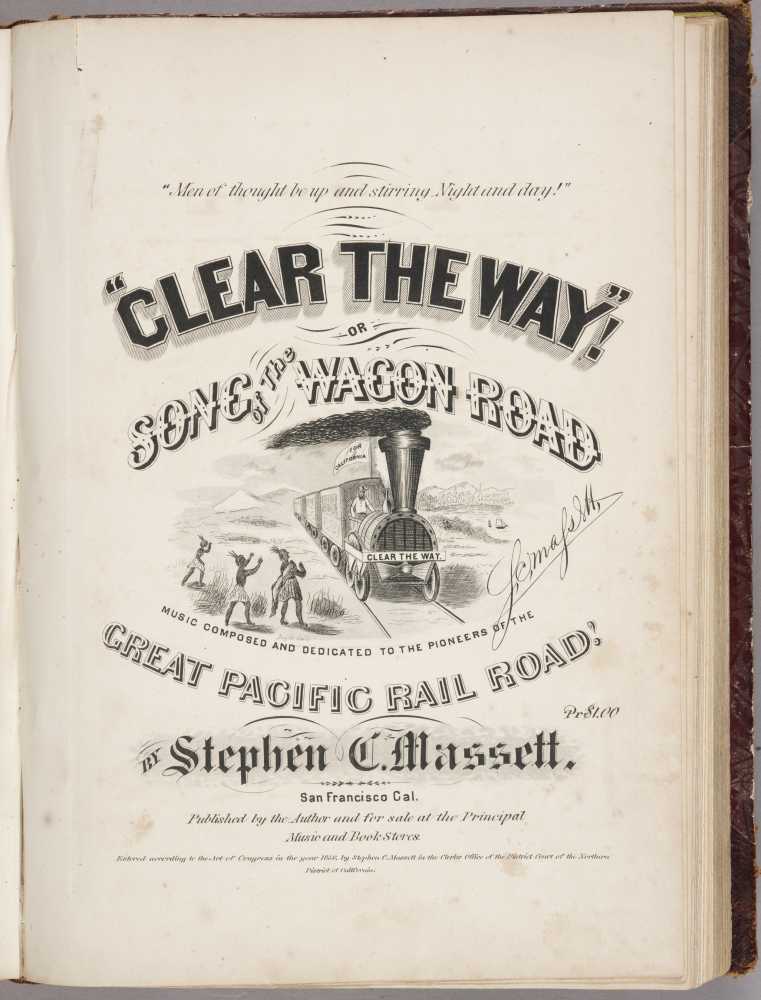 "Men of thought be up and stirring Night and day!"
"CLEAR THE WAY"!
OR
SONG of The WAGON ROAD
FOR CALIFORNIA
CLEAR THE WAY.
S C Massett
MUSIC COMPOSED AND DEDICATED TO THE PIONEERS OF THE
GREAT PACIFIC RAIL ROAD!
Pr $1.00
BY Stephen C. Massett.
San Francisco Cal.
Published by the Author and for sale at the Principal
Music and Book Stores.
Entered according to the Act of Congress in the year 1856, by Stephen C. Massett in the Clerks Office of the District Court of the Northern
District of California.